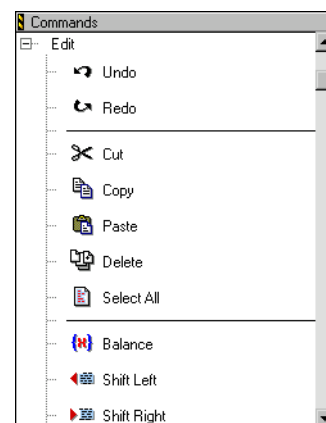 Commands
Edit
Undo
Redo
Cut
Copy
Paste
Delete
Select All
Balance
Shift Left
Shift Right